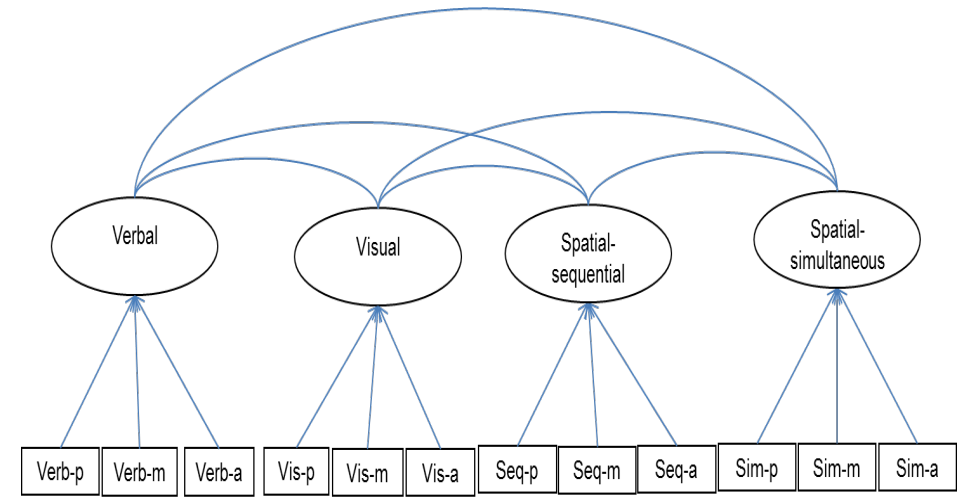 Verbal
Visual
Spatial-
sequential
Spatial-
simultaneous
Verb-p
Verb-m
Verb-a
Vis-p
Vis-m
Vis-a
Seq-p
Seq-m
Seq-a
Sim-p
Sim-m
Sim-a